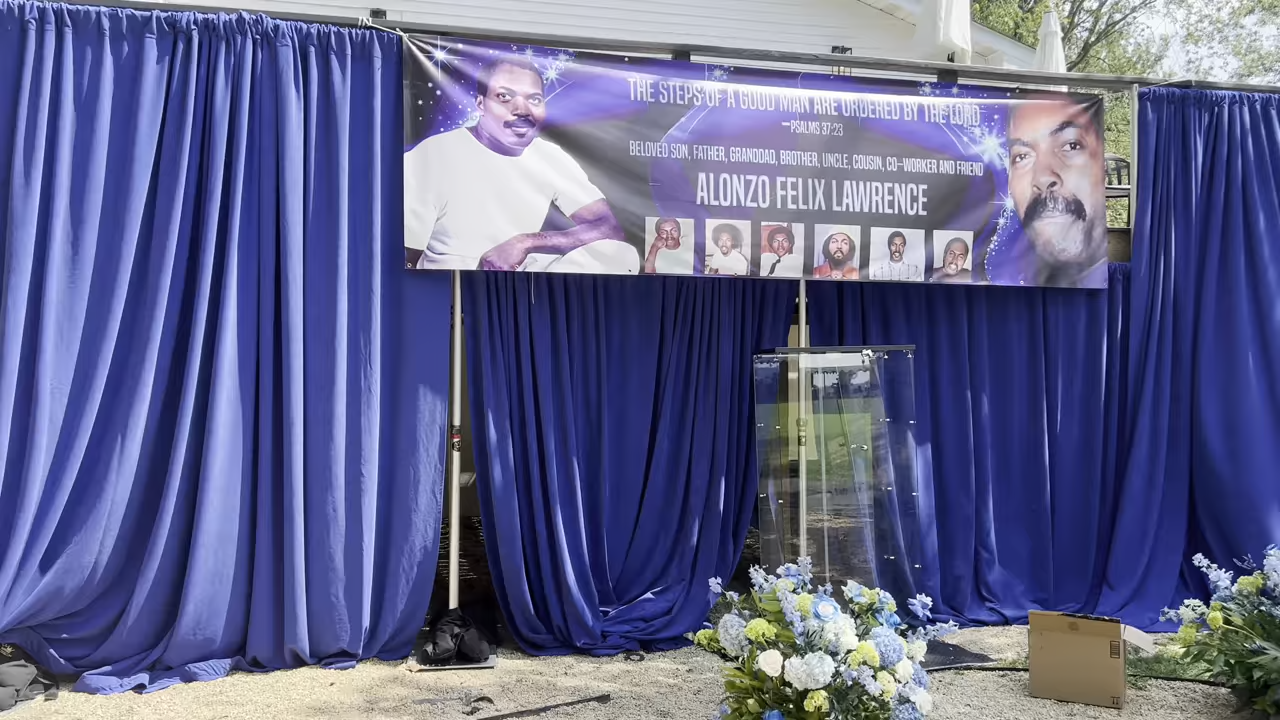 THE STEPS OF A GOOD MAN ARE ORDERED BY THE LORD
—PSALMS 37:23
BELOVED SON, FATHER, GRANDDAD, BROTHER, UNCLE, COUSIN, CO-WORKER AND FRIEND
ALONZO FELIX LAWRENCE